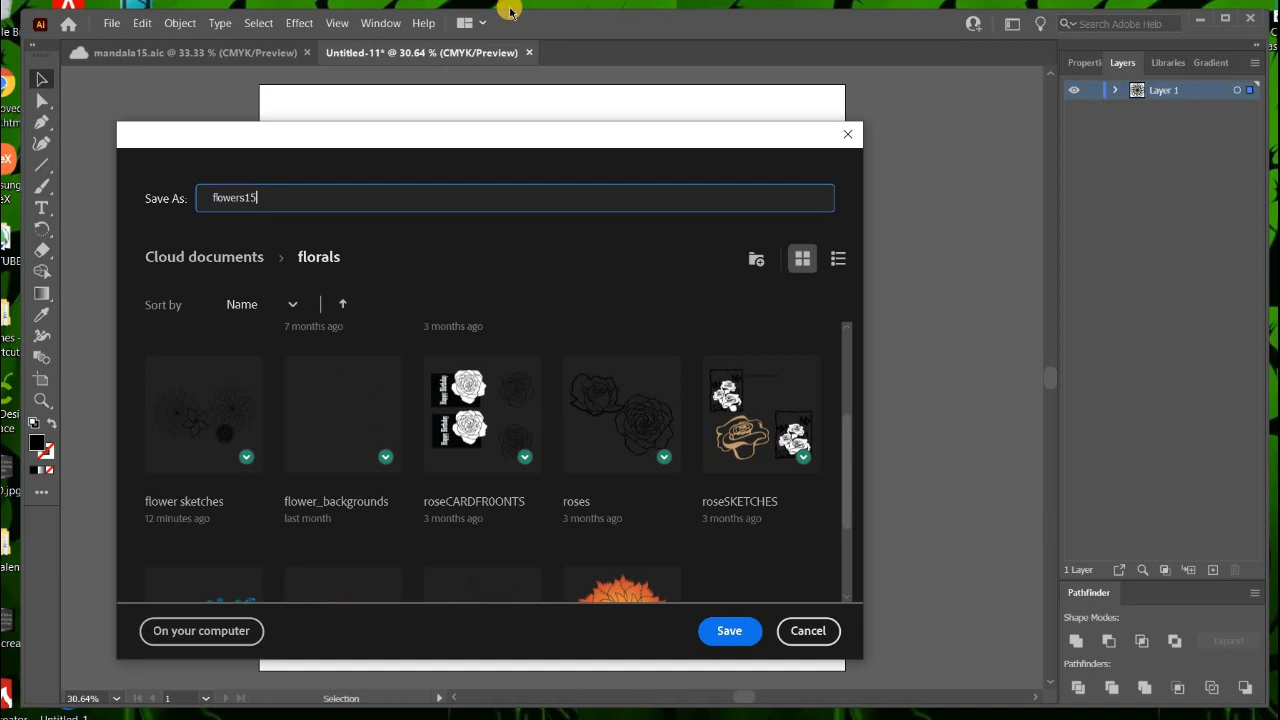 Ai File Edit Object Type Select Effect View Window Help Search Adobe Help
mandala15.aic @ 33.33 % (CMYK/Preview) × Untitled-11* @ 30.64 % (CMYK/Preview) ×
Layers Libraries Gradient
Layer 1
Save As: flowers15
Cloud documents › florals
Sort by Name
7 months ago 3 months ago
flower sketches flower_backgrounds roseCARDFR0ONTS roses roseSKETCHES
12 minutes ago last month 3 months ago 3 months ago 3 months ago
On your computer Save Cancel
1 Layer
Pathfinder
Shape Modes:
Expand
Pathfinders:
30.64% 1 Selection